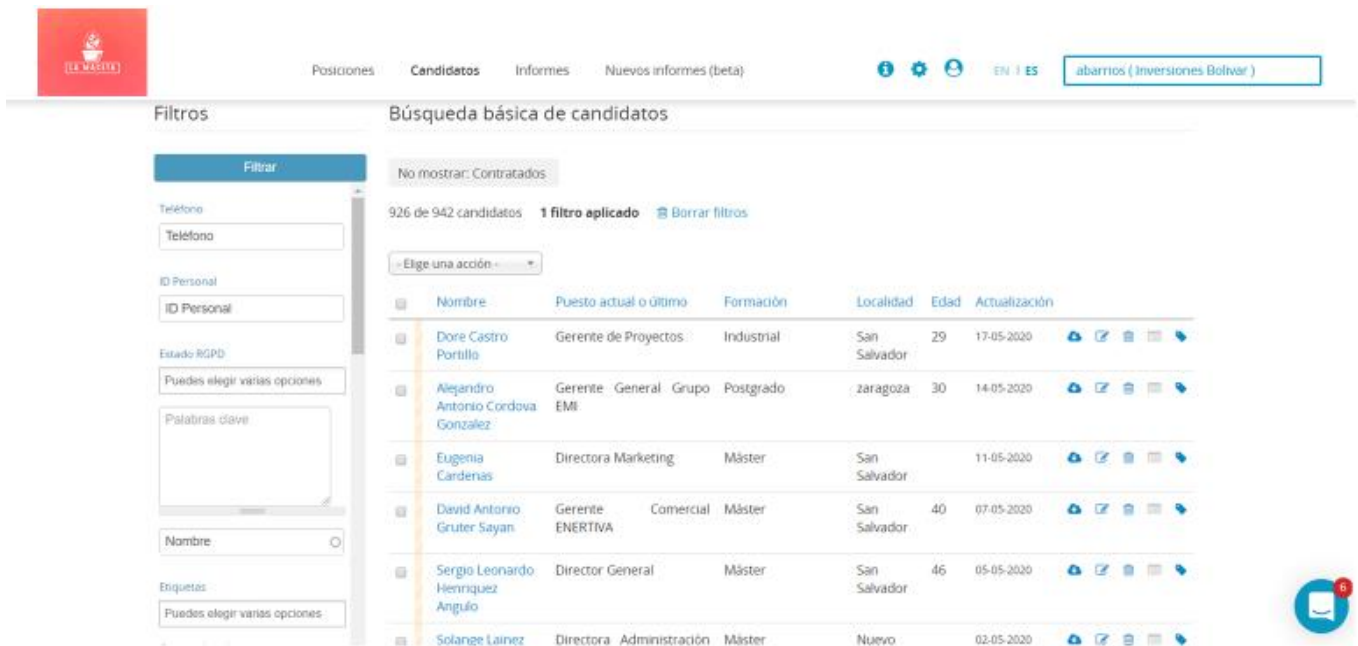 LA MACETA
Posiciones Candidatos Informes Nuevos informes (beta) EN | ES abarrios ( Inversiones Bolivar )
Filtros
Búsqueda básica de candidatos
Filtrar
No mostrar: Contratados
Teléfono
Teléfono
926 de 942 candidatos 1 filtro aplicado Borrar filtros
- Elige una acción -
ID Personal
ID Personal
Estado RGPD
Puedes elegir varias opciones
Palabras clave
Nombre
Etiquetas
Puedes elegir varias opciones
Nombre Puesto actual o último Formación Localidad Edad Actualización
Dore Castro Gerente de Proyectos Industrial San 29 17-05-2020
Portillo Salvador
Alejandro Gerente General Grupo Postgrado zaragoza 30 14-05-2020
Antonio Cordova EMI
Gonzalez
Eugenia Directora Marketing Máster San 11-05-2020
Cardenas Salvador
David Antonio Gerente Comercial Máster San 40 07-05-2020
Gruter Sayan ENERTIVA Salvador
Sergio Leonardo Director General Máster San 46 05-05-2020
Henriquez Salvador
Angulo
Solange Lainez Directora Administración Máster Nuevo 02-05-2020
6